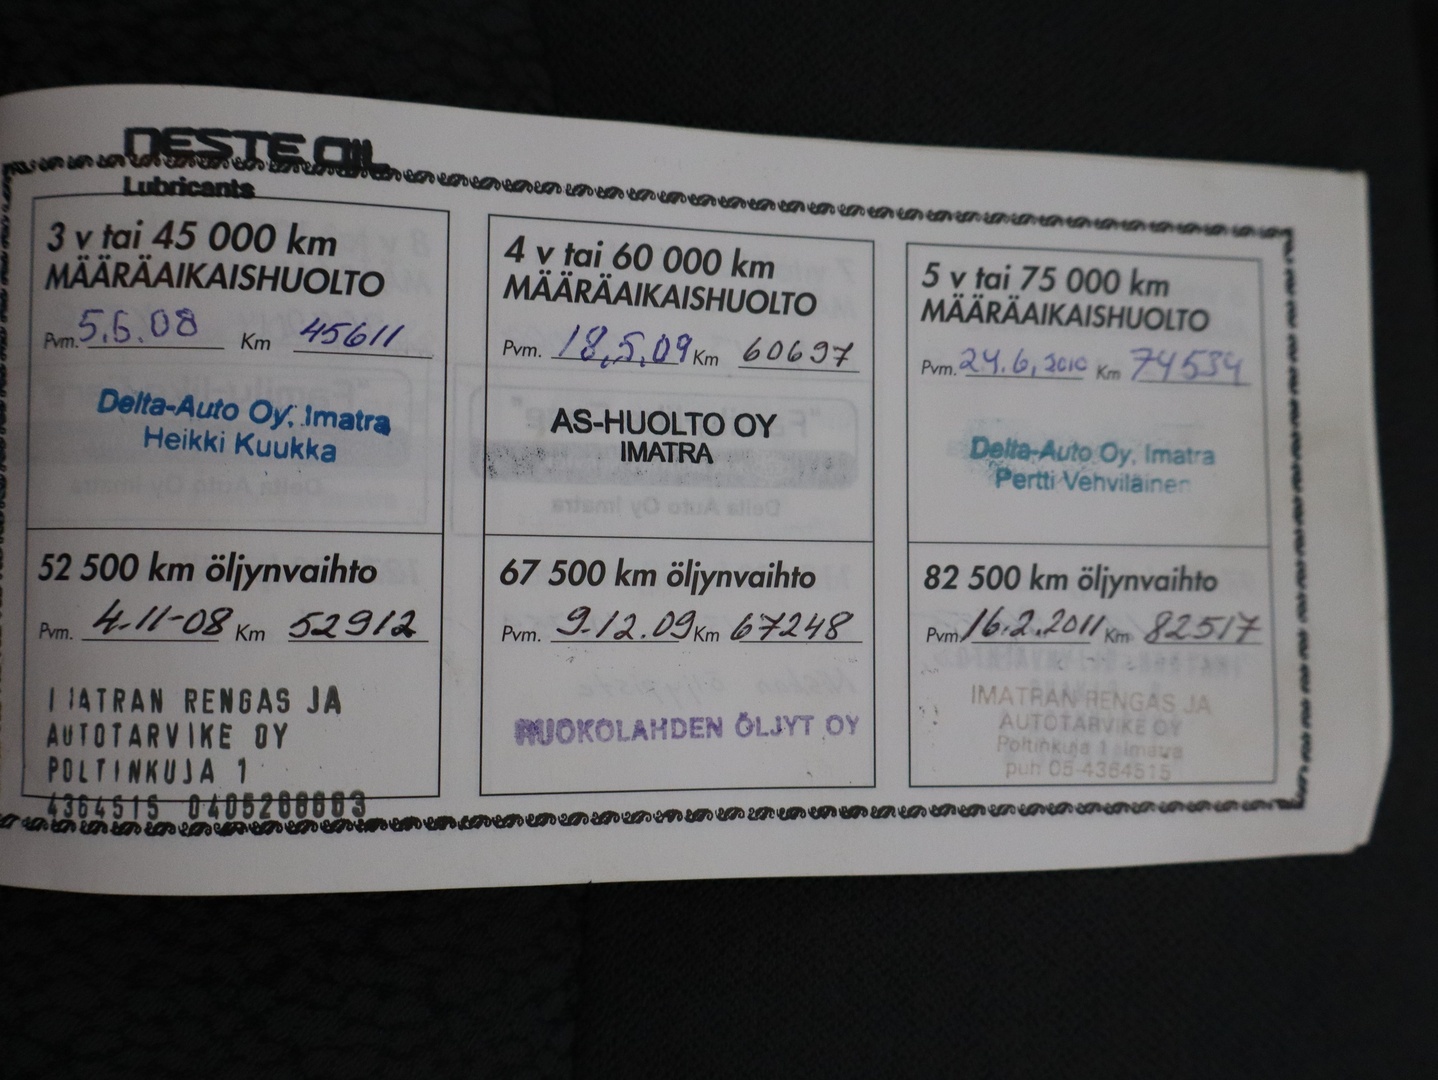 NESTE OIL
Lubricants
3 v tai 45 000 km
MÄÄRÄAIKAISHUOLTO
Pvm. 5.6.08 Km 45611
Delta-Auto Oy, Imatra
Heikki Kuukka
52 500 km öljynvaihto
Pvm. 4-11-08 Km 52912
IMATRAN RENGAS JA
AUTOTARVIKE OY
POLTINKUJA 1
4364515
4 v tai 60 000 km
MÄÄRÄAIKAISHUOLTO
Pvm. 18.5.09 Km 60697
AS-HUOLTO OY
IMATRA
67 500 km öljynvaihto
Pvm. 9.12.09 Km 67248
RUOKOLAHDEN ÖLJYT OY
5 v tai 75 000 km
MÄÄRÄAIKAISHUOLTO
Pvm. 24.6.2010 Km 74534
Delta-Auto Oy, Imatra
Pertti Vehviläinen
82 500 km öljynvaihto
Pvm. 16.2.2011 Km 82517
IMATRAN RENGAS JA
AUTOTARVIKE OY
Poltinkuja 1 Imatra
puh 05-4364515